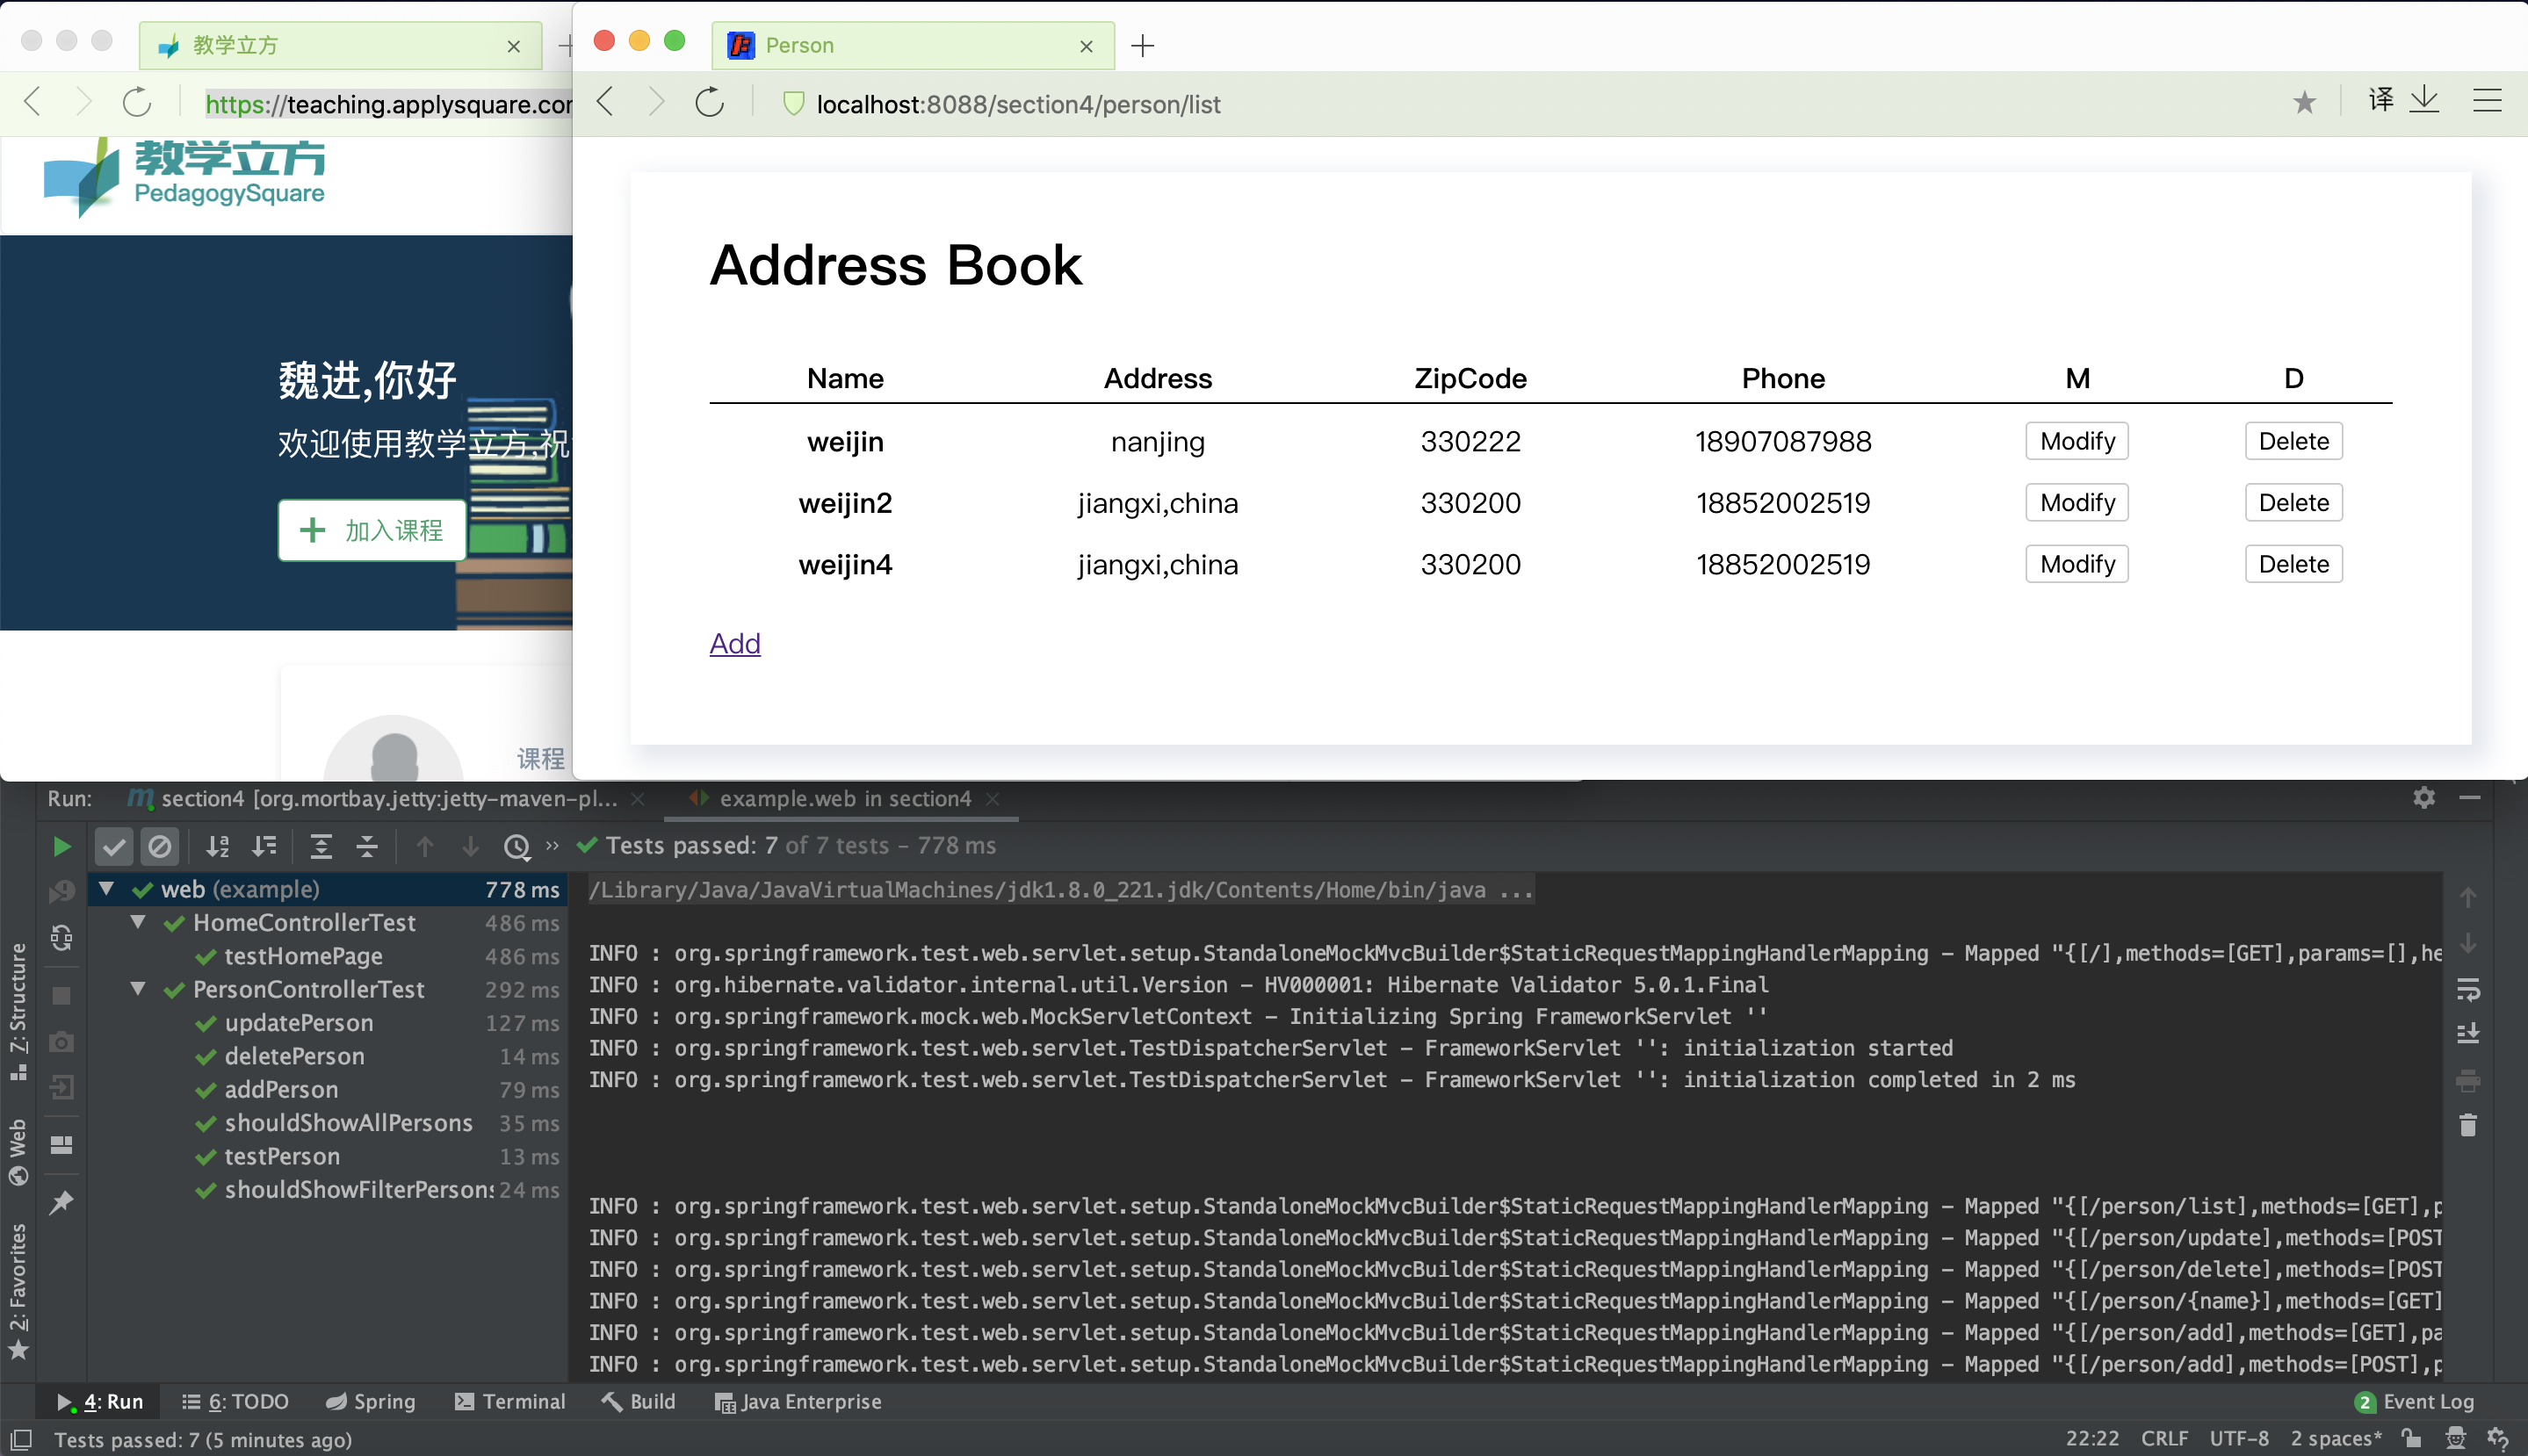 教学立方
https://teaching.applysquare.cor
教学立方
PedagogySquare
魏进,你好
欢迎使用教学立方,祝
加入课程
课程
Person
localhost:8088/section4/person/list
译
Address Book
Name Address ZipCode Phone M D
weijin nanjing 330222 18907087988 Modify Delete
weijin2 jiangxi,china 330200 18852002519 Modify Delete
weijin4 jiangxi,china 330200 18852002519 Modify Delete
Add
Run: section4 [org.mortbay.jetty:jetty-maven-pl... example.web in section4
Tests passed: 7 of 7 tests – 778 ms
web (example) 778 ms
HomeControllerTest 486 ms
testHomePage 486 ms
PersonControllerTest 292 ms
updatePerson 127 ms
deletePerson 14 ms
addPerson 79 ms
shouldShowAllPersons 35 ms
testPerson 13 ms
shouldShowFilterPersons 24 ms
/Library/Java/JavaVirtualMachines/jdk1.8.0_221.jdk/Contents/Home/bin/java ...
INFO : org.springframework.test.web.servlet.setup.StandaloneMockMvcBuilder$StaticRequestMappingHandlerMapping - Mapped "{[/],methods=[GET],params=[],he
INFO : org.hibernate.validator.internal.util.Version - HV000001: Hibernate Validator 5.0.1.Final
INFO : org.springframework.mock.web.MockServletContext - Initializing Spring FrameworkServlet ''
INFO : org.springframework.test.web.servlet.TestDispatcherServlet - FrameworkServlet '': initialization started
INFO : org.springframework.test.web.servlet.TestDispatcherServlet - FrameworkServlet '': initialization completed in 2 ms
INFO : org.springframework.test.web.servlet.setup.StandaloneMockMvcBuilder$StaticRequestMappingHandlerMapping - Mapped "{[/person/list],methods=[GET],p
INFO : org.springframework.test.web.servlet.setup.StandaloneMockMvcBuilder$StaticRequestMappingHandlerMapping - Mapped "{[/person/update],methods=[POST
INFO : org.springframework.test.web.servlet.setup.StandaloneMockMvcBuilder$StaticRequestMappingHandlerMapping - Mapped "{[/person/delete],methods=[POST
INFO : org.springframework.test.web.servlet.setup.StandaloneMockMvcBuilder$StaticRequestMappingHandlerMapping - Mapped "{[/person/{name}],methods=[GET]
INFO : org.springframework.test.web.servlet.setup.StandaloneMockMvcBuilder$StaticRequestMappingHandlerMapping - Mapped "{[/person/add],methods=[GET],pa
INFO : org.springframework.test.web.servlet.setup.StandaloneMockMvcBuilder$StaticRequestMappingHandlerMapping - Mapped "{[/person/add],methods=[POST],p
Z: Structure
Web
2: Favorites
4: Run 6: TODO Spring Terminal Build Java Enterprise 2 Event Log
Tests passed: 7 (5 minutes ago) 22:22 CRLF UTF-8 2 spaces*